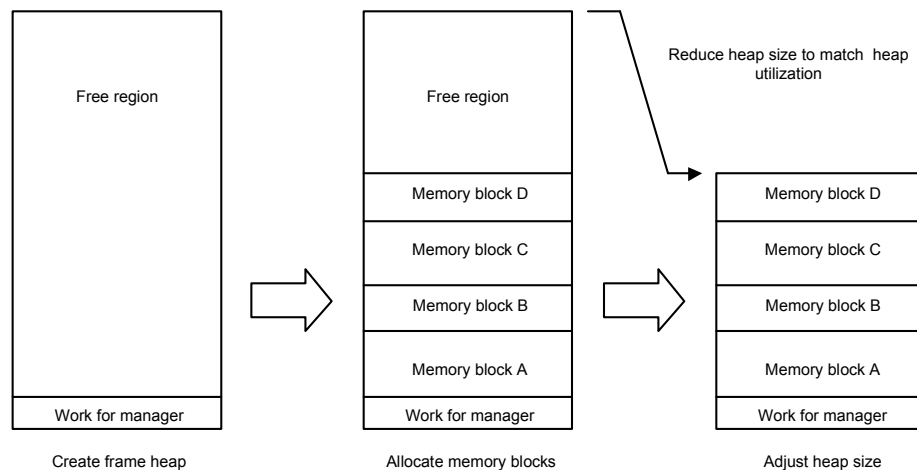 Free region
Work for manager
Create frame heap
Free region
Memory block D
Memory block C
Memory block B
Memory block A
Work for manager
Allocate memory blocks
Reduce heap size to match heap
utilization
Memory block D
Memory block C
Memory block B
Memory block A
Work for manager
Adjust heap size